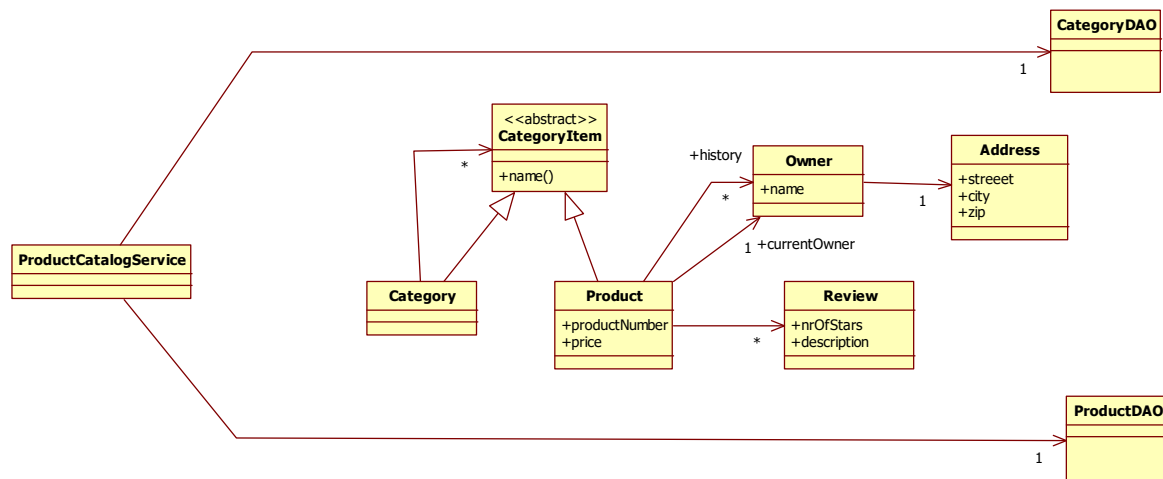 CategoryDAO
1
<<abstract>>
CategoryItem
+name()
*
+history
*
Owner
+name
1
Address
+streeet
+city
+zip
1 +currentOwner
ProductCatalogService
Category
Product
+productNumber
+price
*
Review
+nrOfStars
+description
ProductDAO
1